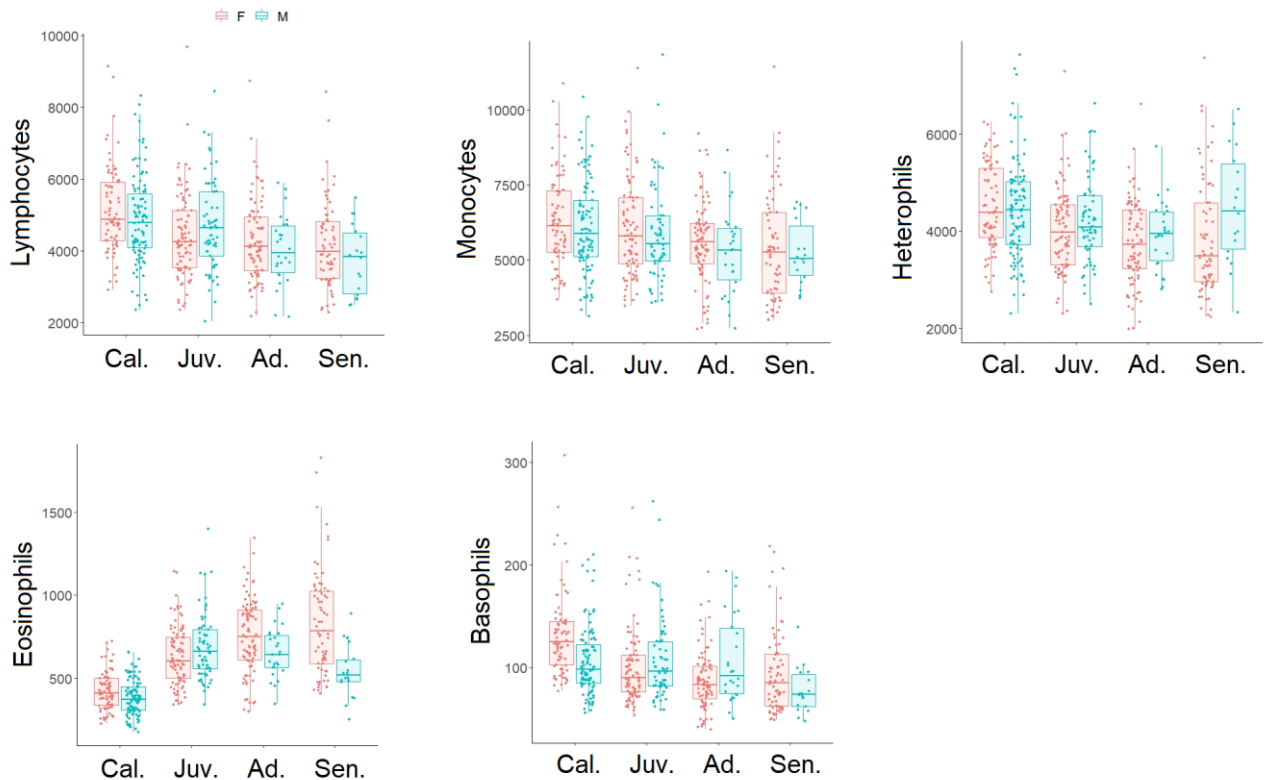 F M
Lymphocytes
10000
8000
6000
4000
2000
Cal. Juv. Ad. Sen.
Monocytes
10000
7500
5000
2500
Cal. Juv. Ad. Sen.
Heterophils
6000
4000
2000
Cal. Juv. Ad. Sen.
Eosinophils
1500
1000
500
Cal. Juv. Ad. Sen.
Basophils
300
200
100
Cal. Juv. Ad. Sen.